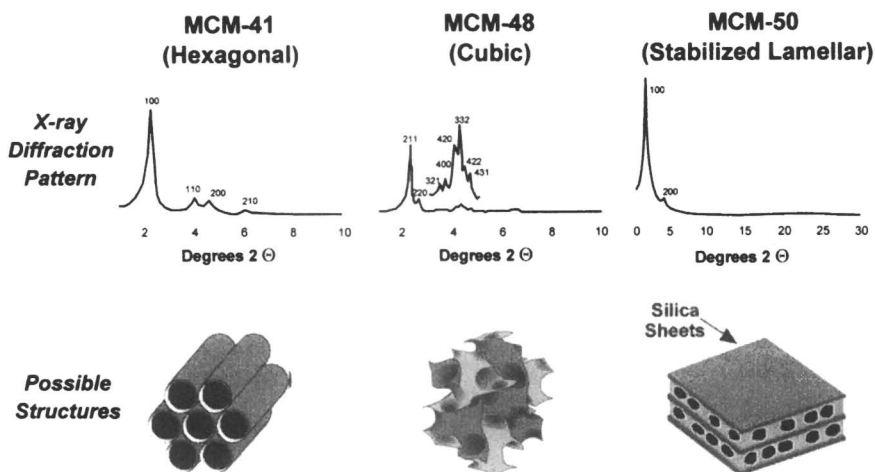 MCM-41
(Hexagonal)
MCM-48
(Cubic)
MCM-50
(Stabilized Lamellar)
X-ray
Diffraction
Pattern
100
110
200
210
2 4 6 8 10
Degrees 2 Θ
211
220
321
400
420
332
422
431
2 4 6 8 10
Degrees 2 Θ
100
200
0 5 10 15 20 25 30
Degrees 2 Θ
Possible
Structures
Silica
Sheets